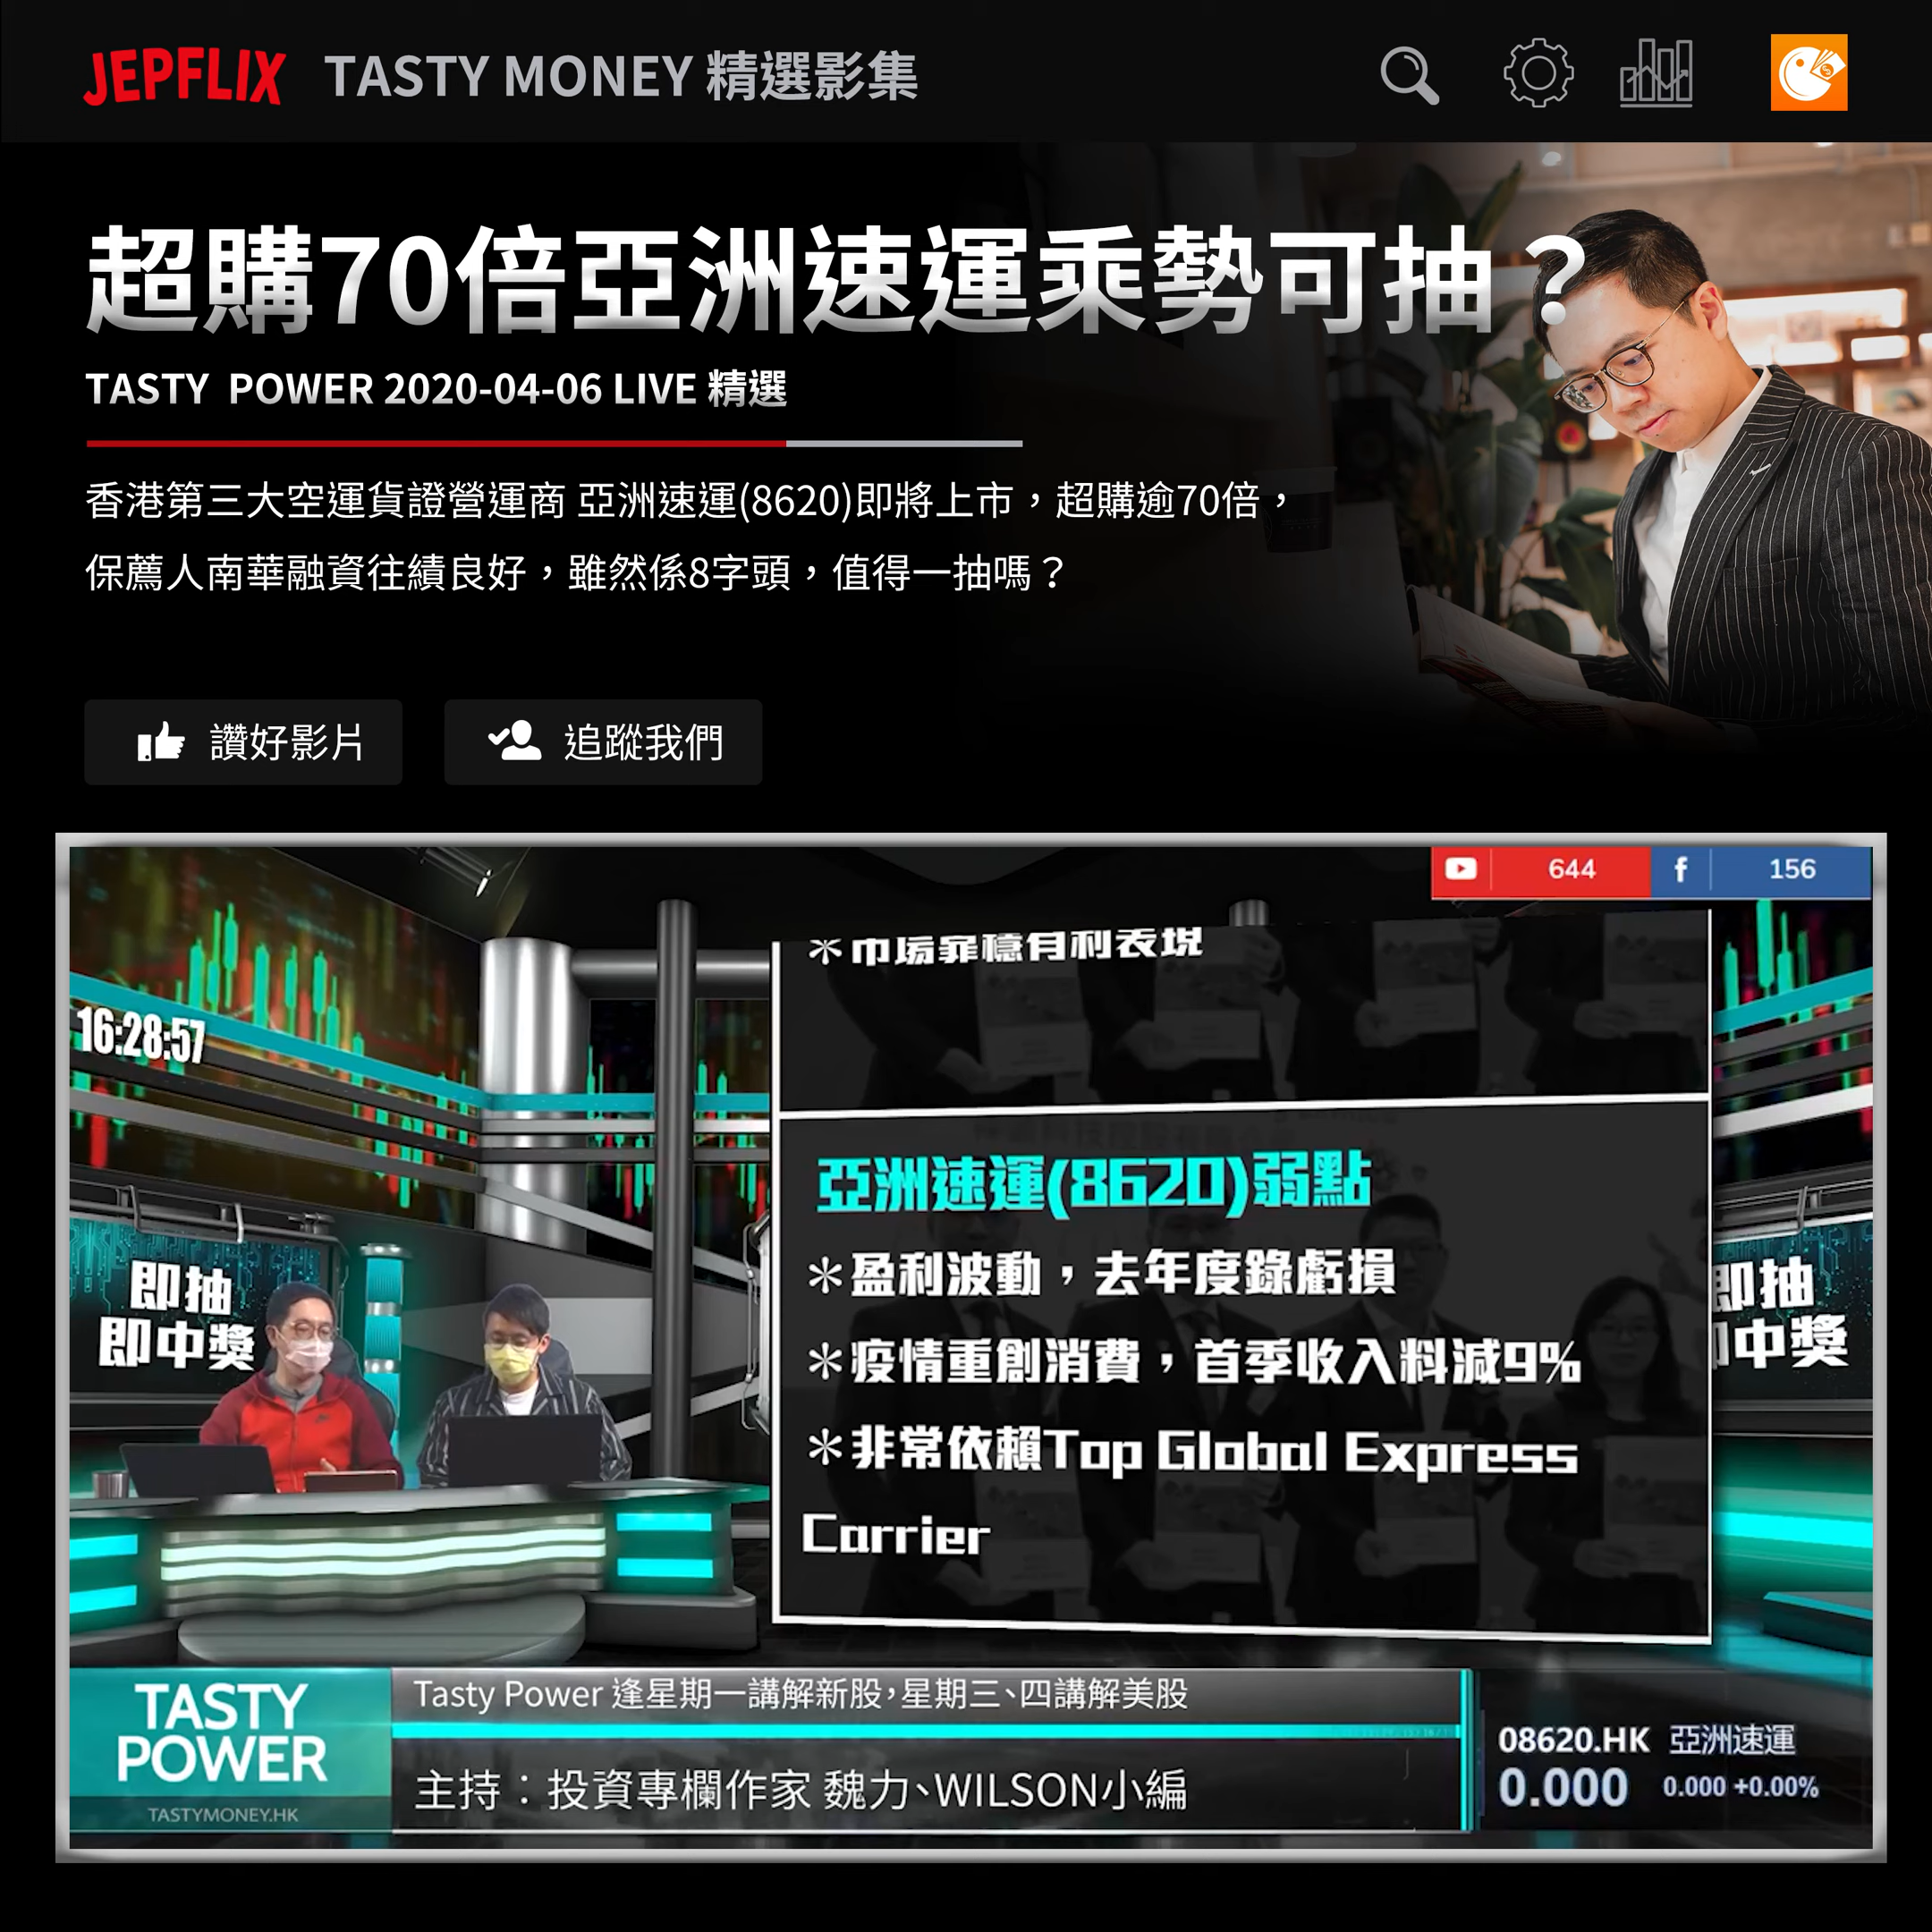 JEPFLIX TASTY MONEY 精選影集
超購70倍亞洲速運乘勢可抽？
TASTY POWER 2020-04-06 LIVE 精選
香港第三大空運貨證營運商 亞洲速運(8620)即將上市，超購逾70倍，
保薦人南華融資往績良好，雖然係8字頭，值得一抽嗎？
讚好影片
追蹤我們
644
156
16:28:57
有利表現
亞洲速運(8620)弱點
＊盈利波動，去年度錄虧損
＊疫情重創消費，首季收入料減9%
＊非常依賴Top Global Express
Carrier
即抽
即中獎
即抽
即中獎
TASTY
POWER
TASTYMONEY.HK
Tasty Power 逢星期一講解新股，星期三、四講解美股
主持：投資專欄作家 魏力、WILSON小編
08620.HK 亞洲速運
0.000 0.000 +0.00%